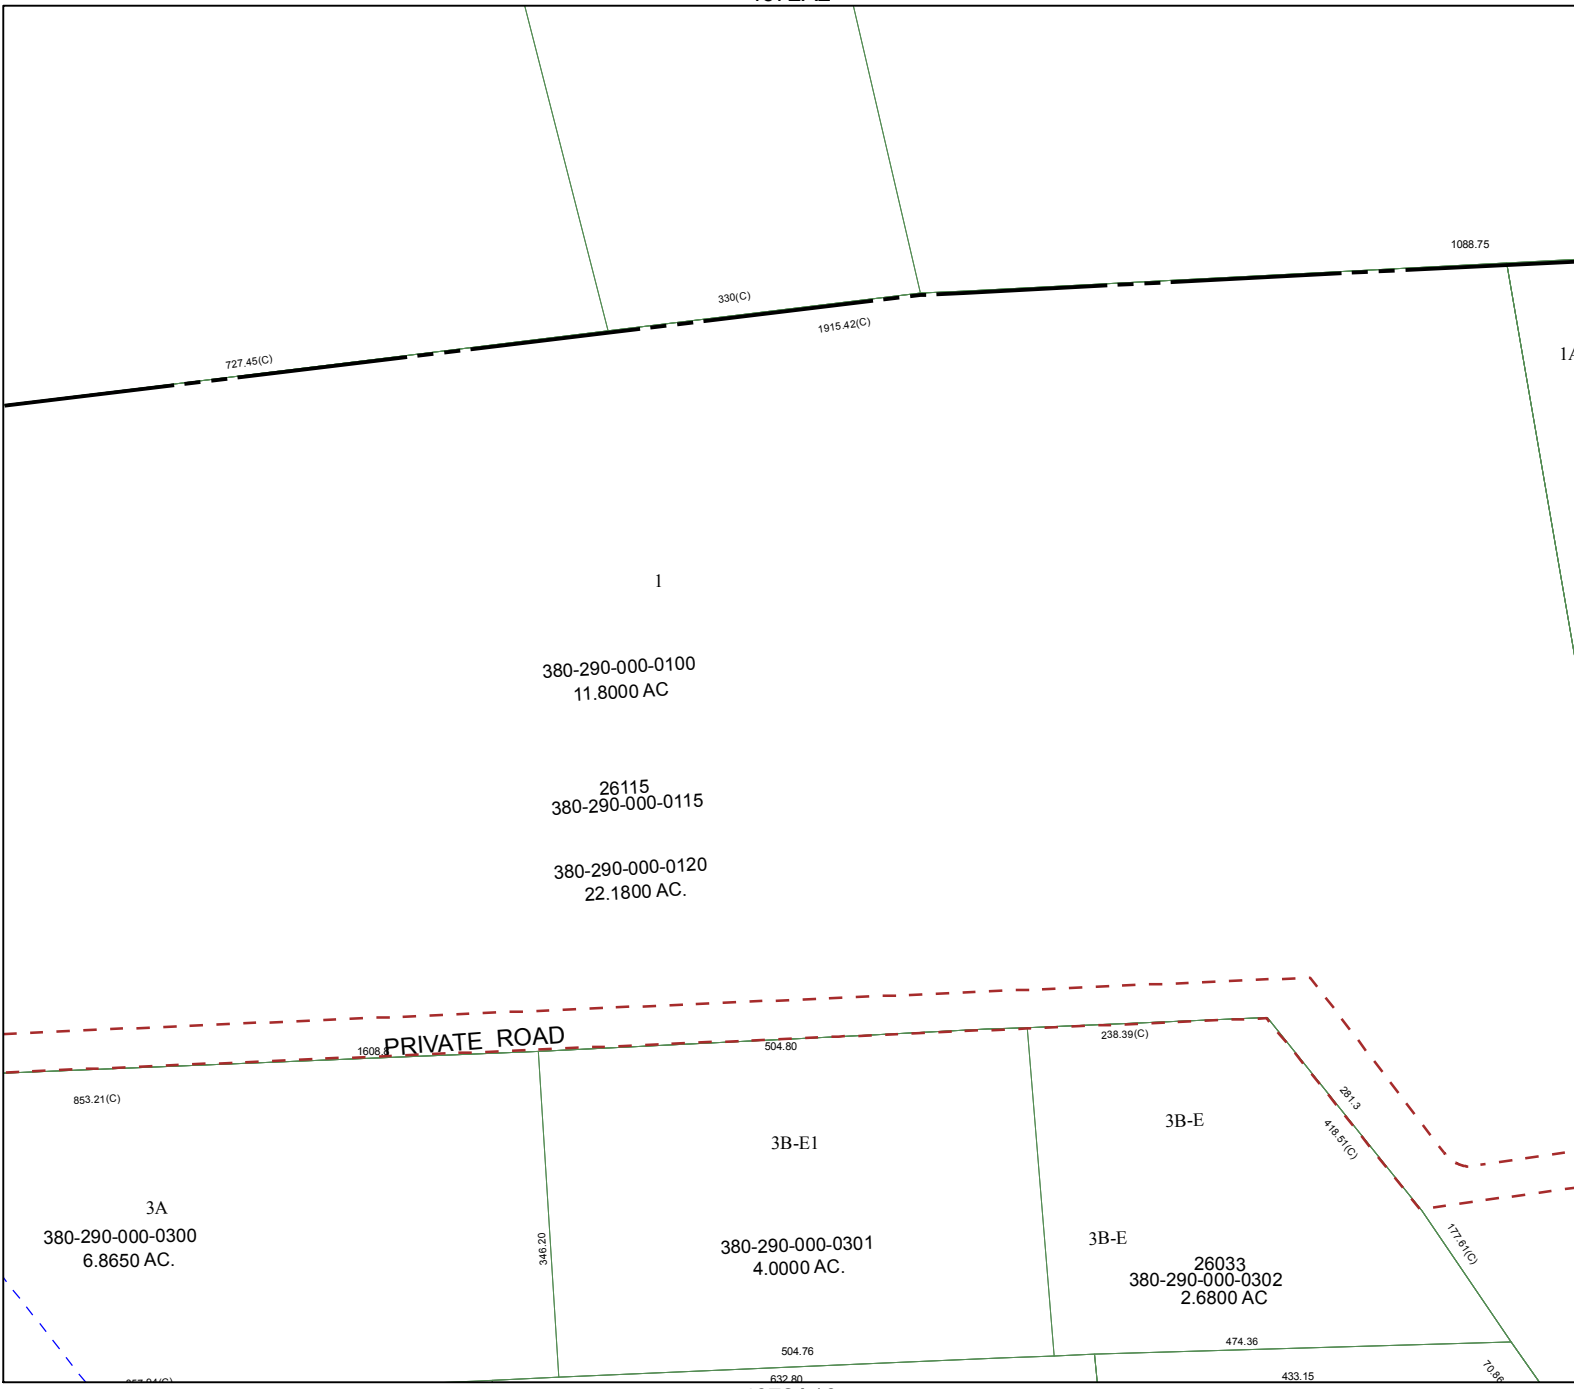 1088.75
330(C)
1915.42(C)
727.45(C)
1
380-290-000-0100
11.8000 AC
26115
380-290-000-0115
380-290-000-0120
22.1800 AC.
PRIVATE ROAD
504.80
238.39(C)
853.21(C)
281.3
418.51(C)
3B-E
3B-E1
3A
380-290-000-0300
6.8650 AC.
346.20
380-290-000-0301
4.0000 AC.
3B-E
26033
380-290-000-0302
2.6800 AC
177.61(C)
474.36
504.76
632.80
433.15
70.86